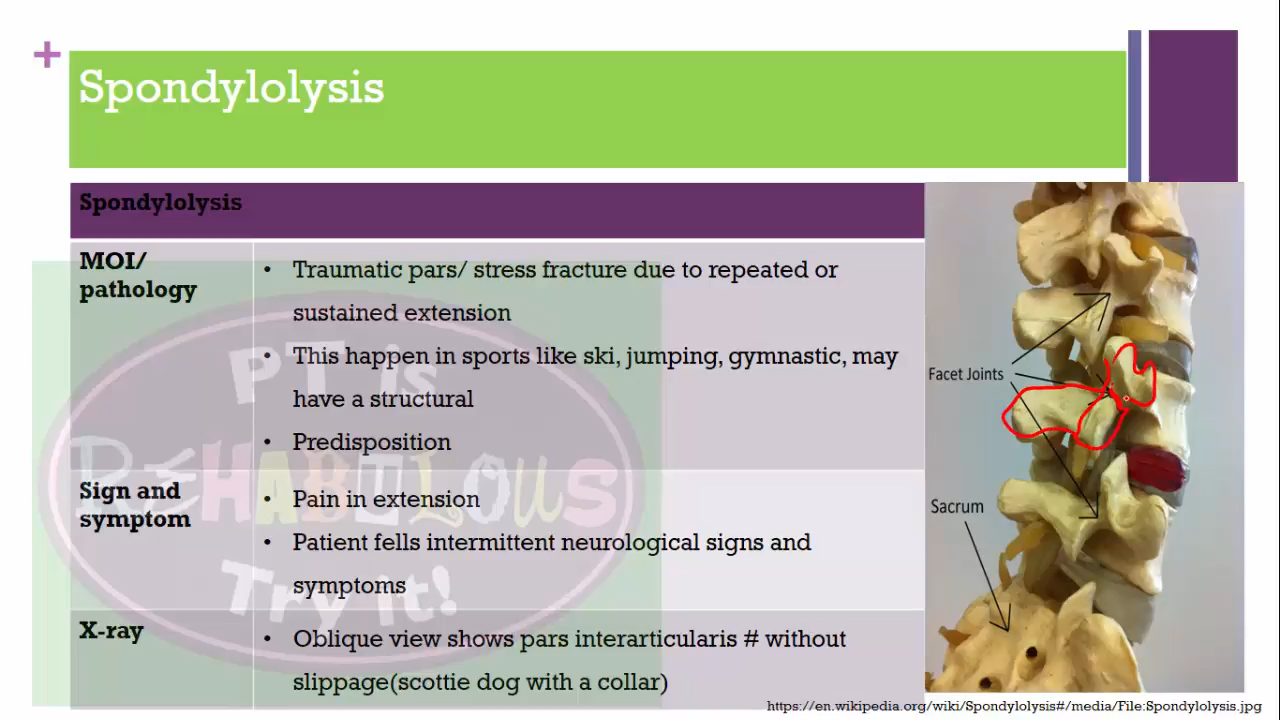 +
Spondylolysis
Spondylolysis
MOI/
pathology
• Traumatic pars/ stress fracture due to repeated or
sustained extension
• This happen in sports like ski, jumping, gymnastic, may
have a structural
• Predisposition
Sign and
symptom
• Pain in extension
• Patient fells intermittent neurological signs and
symptoms
X-ray
• Oblique view shows pars interarticularis # without
slippage(scottie dog with a collar)
PT is
REHABILOUS
Try it!
Facet Joints
Sacrum
https://en.wikipedia.org/wiki/Spondylolysis#/media/File:Spondylolysis.jpg